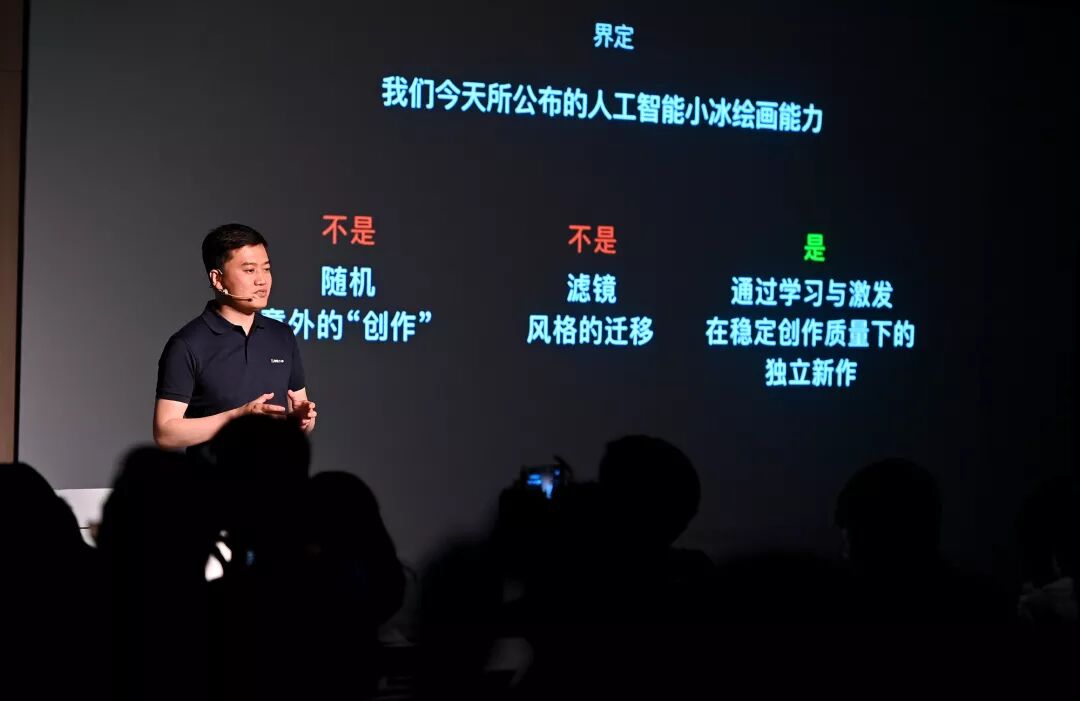 界定
我们今天所公布的人工智能小冰绘画能力
不是
随机
意外的“创作”
不是
滤镜
风格的迁移
是
通过学习与激发
在稳定创作质量下的
独立新作